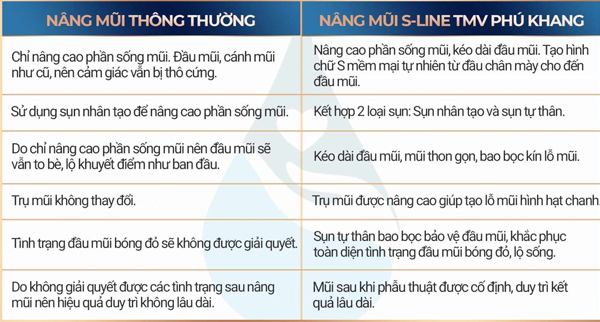 NÂNG MŨI THÔNG THƯỜNG
NÂNG MŨI S-LINE TMV PHÚ KHANG
Chỉ nâng cao phần sống mũi. Đầu mũi, cánh mũi
như cũ, nên cảm giác vẫn bị thô cứng.
Nâng cao phần sống mũi, kéo dài đầu mũi. Tạo hình
chữ S mềm mại tự nhiên từ đầu chân mày cho đến
đầu mũi.
Sử dụng sụn nhân tạo để nâng cao phần sống mũi.
Kết hợp 2 loại sụn: Sụn nhân tạo và sụn tự thân.
Do chỉ nâng cao phần sống mũi nên đầu mũi sẽ
vẫn to bè, lộ khuyết điểm như ban đầu.
Kéo dài đầu mũi, mũi thon gọn, bao bọc kín lỗ mũi.
Trụ mũi không thay đổi.
Trụ mũi được nâng cao giúp tạo lỗ mũi hình hạt chanh.
Tình trạng đầu mũi bóng đỏ sẽ không được giải quyết.
Sụn tự thân bao bọc bảo vệ đầu mũi, khắc phục
toàn diện tình trạng đầu mũi bóng đỏ, lộ sống.
Do không giải quyết được các tình trạng sau nâng
mũi nên hiệu quả duy trì không lâu dài.
Mũi sau khi phẫu thuật được cố định, duy trì kết
quả lâu dài.